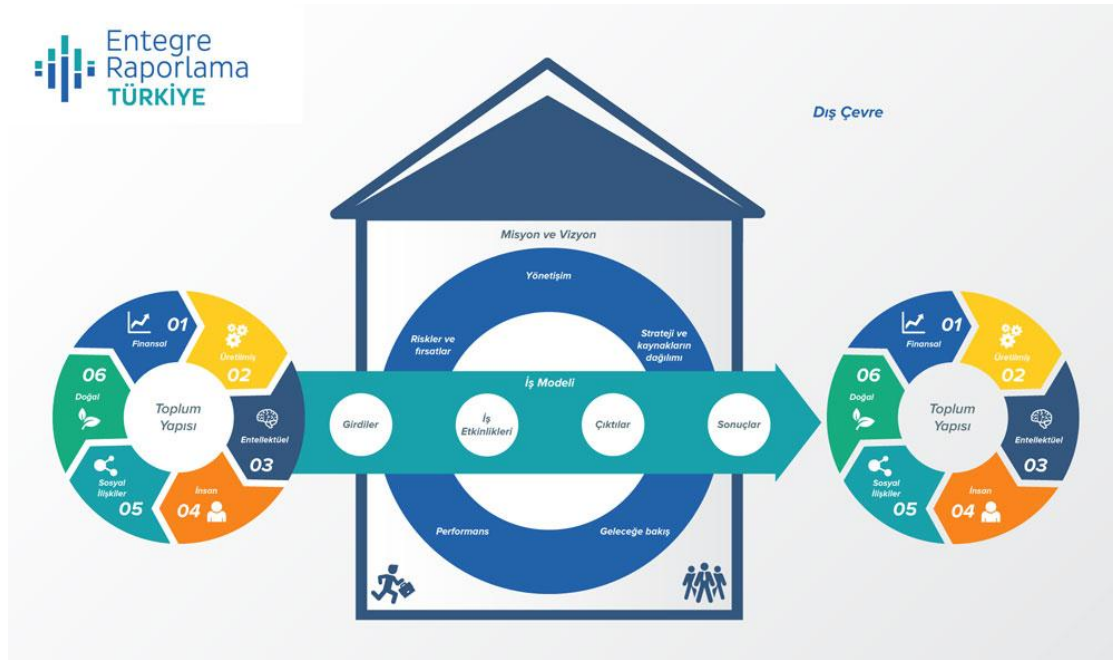 Entegre
Raporlama
TÜRKİYE
Dış Çevre
Misyon ve Vizyon
Yönetişim
Riskler ve
fırsatlar
Strateji ve
kaynakların
dağılımı
İş Modeli
Girdiler
İş
Etkinlikleri
Çıktılar
Sonuçlar
Performans
Geleceğe bakış
01
Finansal
Üretilmiş
02
Entellektüel
03
İnsan
04
Sosyal
İlişkiler
05
06
Doğal
Toplum
Yapısı
01
Finansal
Üretilmiş
02
Entellektüel
03
İnsan
04
Sosyal
İlişkiler
05
06
Doğal
Toplum
Yapısı